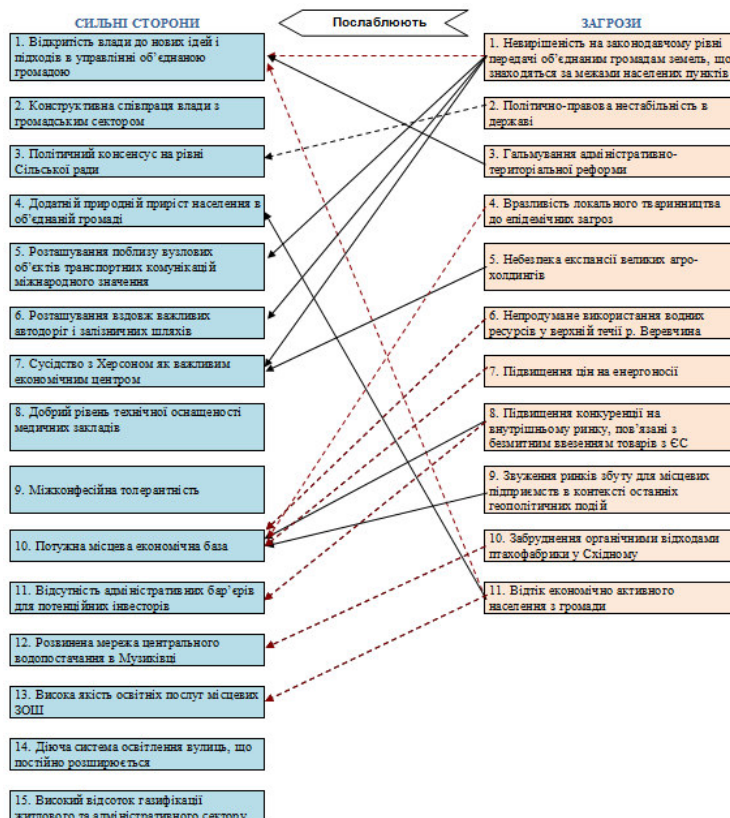 СИЛЬНІ СТОРОНИ
Послаблюють
ЗАГРОЗИ
1. Відкритість влади до нових ідей і
підходів в управлінні об’єднаною
громадою
2. Конструктивна співпраця влади з
громадським сектором
3. Політичний консенсус на рівні
Сільської ради
4. Додатній природній приріст населення в
об’єднаній громаді
5. Розташування поблизу вузлових
об’єктів транспортних комунікацій
міжнародного значення
6. Розташування вздовж важливих
автодоріг і залізничних шляхів
7. Сусідство з Херсоном як важливим
економічним центром
8. Добрий рівень технічної оснащеності
медичних закладів
9. Міжконфесійна толерантність
10. Потужна місцева економічна база
11. Відсутність адміністративних бар’єрів
для потенційних інвесторів
12. Розвинена мережа центрального
водопостачання в Музиківці
13. Висока якість освітніх послуг місцевих
ЗОШ
14. Діюча система освітлення вулиць, що
постійно розширюється
15. Високий відсоток газифікації
житлового та адміністративного сектору
1. Невирішеність на законодавчому рівні
передачі об’єднаним громадам земель, що
знаходяться за межами населених пунктів
2. Політично-правова нестабільність в
державі
3. Гальмування адміністративно-
територіальної реформи
4. Вразливість локального тваринництва
до епідемічних загроз
5. Небезпека експансії великих агро-
холдингів
6. Непродумане використання водних
ресурсів у верхній течії р. Веревчина
7. Підвищення цін на енергоносії
8. Підвищення конкуренції на
внутрішньому ринку, пов’язані з
безмитним ввезенням товарів з ЄС
9. Звуження ринків збуту для місцевих
підприємств в контексті останніх
геополітичних подій
10. Забруднення органічними відходами
птахофабрики у Східному
11. Відтік економічно активного
населення з громади